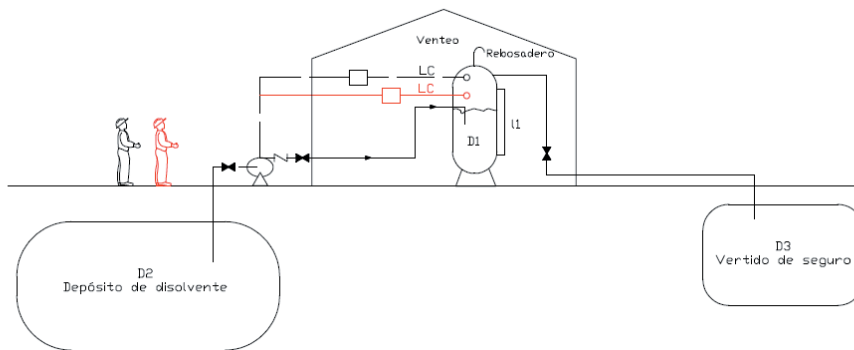 Venteo
Rebosadero
LC
LC
D1
l1
D2
Depósito de disolvente
D3
Vertido de seguro